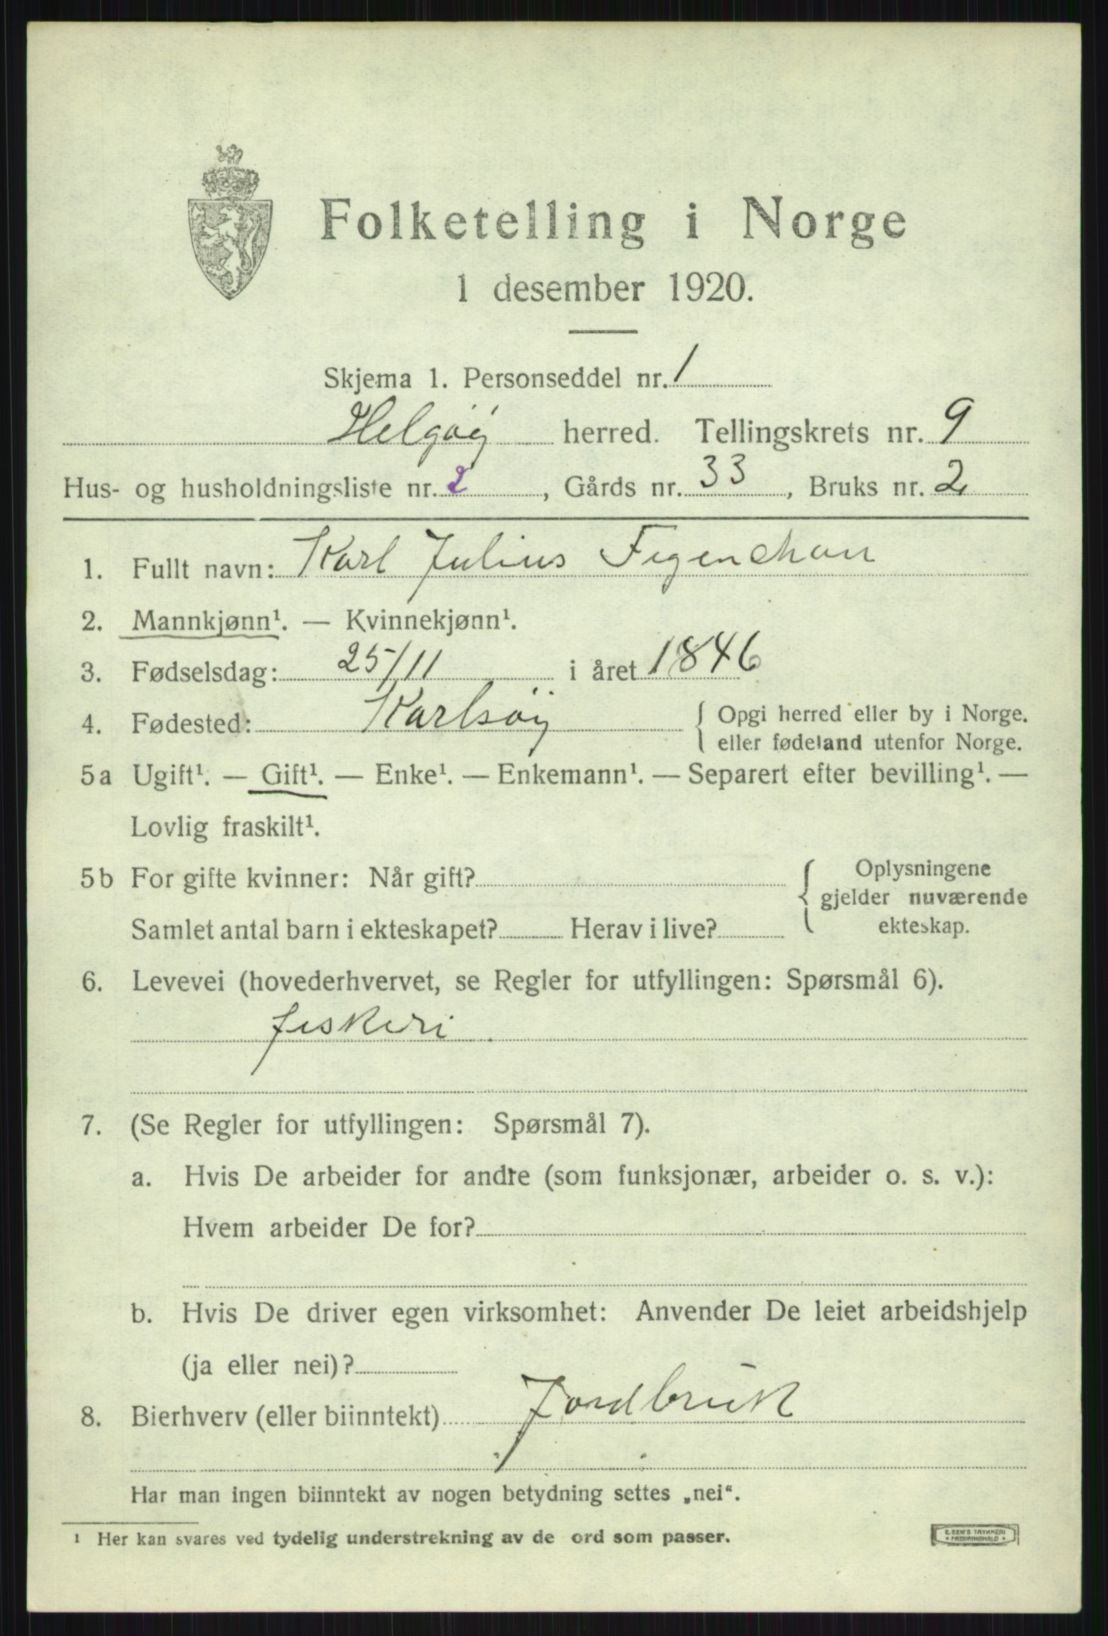 Folketelling i Norge
1 desember 1920.
Skjema 1. Personseddel nr. 1
Helgøy herred. Tellingskrets nr. 9
Hus- og husholdningsliste nr. 2, Gårds nr. 33, Bruks nr. 2
1. Fullt navn: Karl Julius Figenchau
2. Mannkjønn¹. — Kvinnekjønn¹.
3. Fødselsdag: 25/11 i året 1846
4. Fødested: Karlsøy { Opgi herred eller by i Norge.
eller fødeland utenfor Norge.
5a Ugift¹. — Gift¹. — Enke¹. — Enkemann¹. — Separert efter bevilling¹. —
Lovlig fraskilt¹.
5b For gifte kvinner: Når gift? { Oplysningene
gjelder nuværende
Samlet antal barn i ekteskapet? Herav i live? ekteskap.
6. Levevei (hovederhvervet, se Regler for utfyllingen: Spørsmål 6).
fiskeri
7. (Se Regler for utfyllingen: Spørsmål 7).
a. Hvis De arbeider for andre (som funksjonær, arbeider o. s. v.):
Hvem arbeider De for?
b. Hvis De driver egen virksomhet: Anvender De leiet arbeidshjelp
(ja eller nei)?
8. Bierhverv (eller biinntekt) Jordbruk
Har man ingen biinntekt av nogen betydning settes „nei“.
¹ Her kan svares ved tydelig understrekning av de ord som passer.